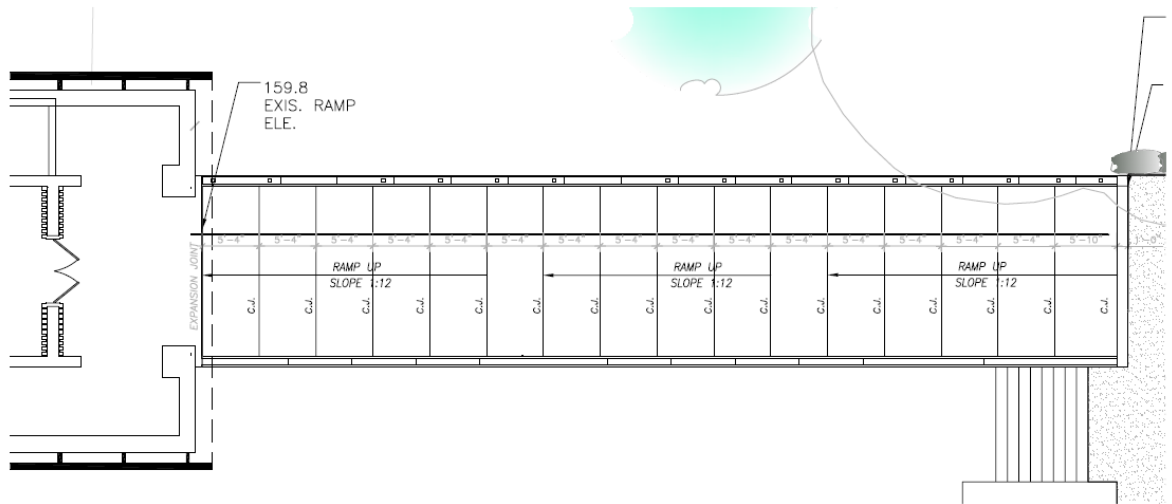 159.8
EXIS. RAMP
ELE.
5'-4" 5'-4" 5'-4" 5'-4" 5'-4" 5'-4" 5'-4" 5'-4" 5'-4" 5'-4" 5'-4" 5'-4" 5'-4" 5'-4" 5'-4" 5'-10"
EXPANSION JOINT
RAMP UP
SLOPE 1:12
RAMP UP
SLOPE 1:12
RAMP UP
SLOPE 1:12
C.J. C.J. C.J. C.J. C.J. C.J. C.J. C.J. C.J. C.J. C.J. C.J. C.J. C.J. C.J. C.J.